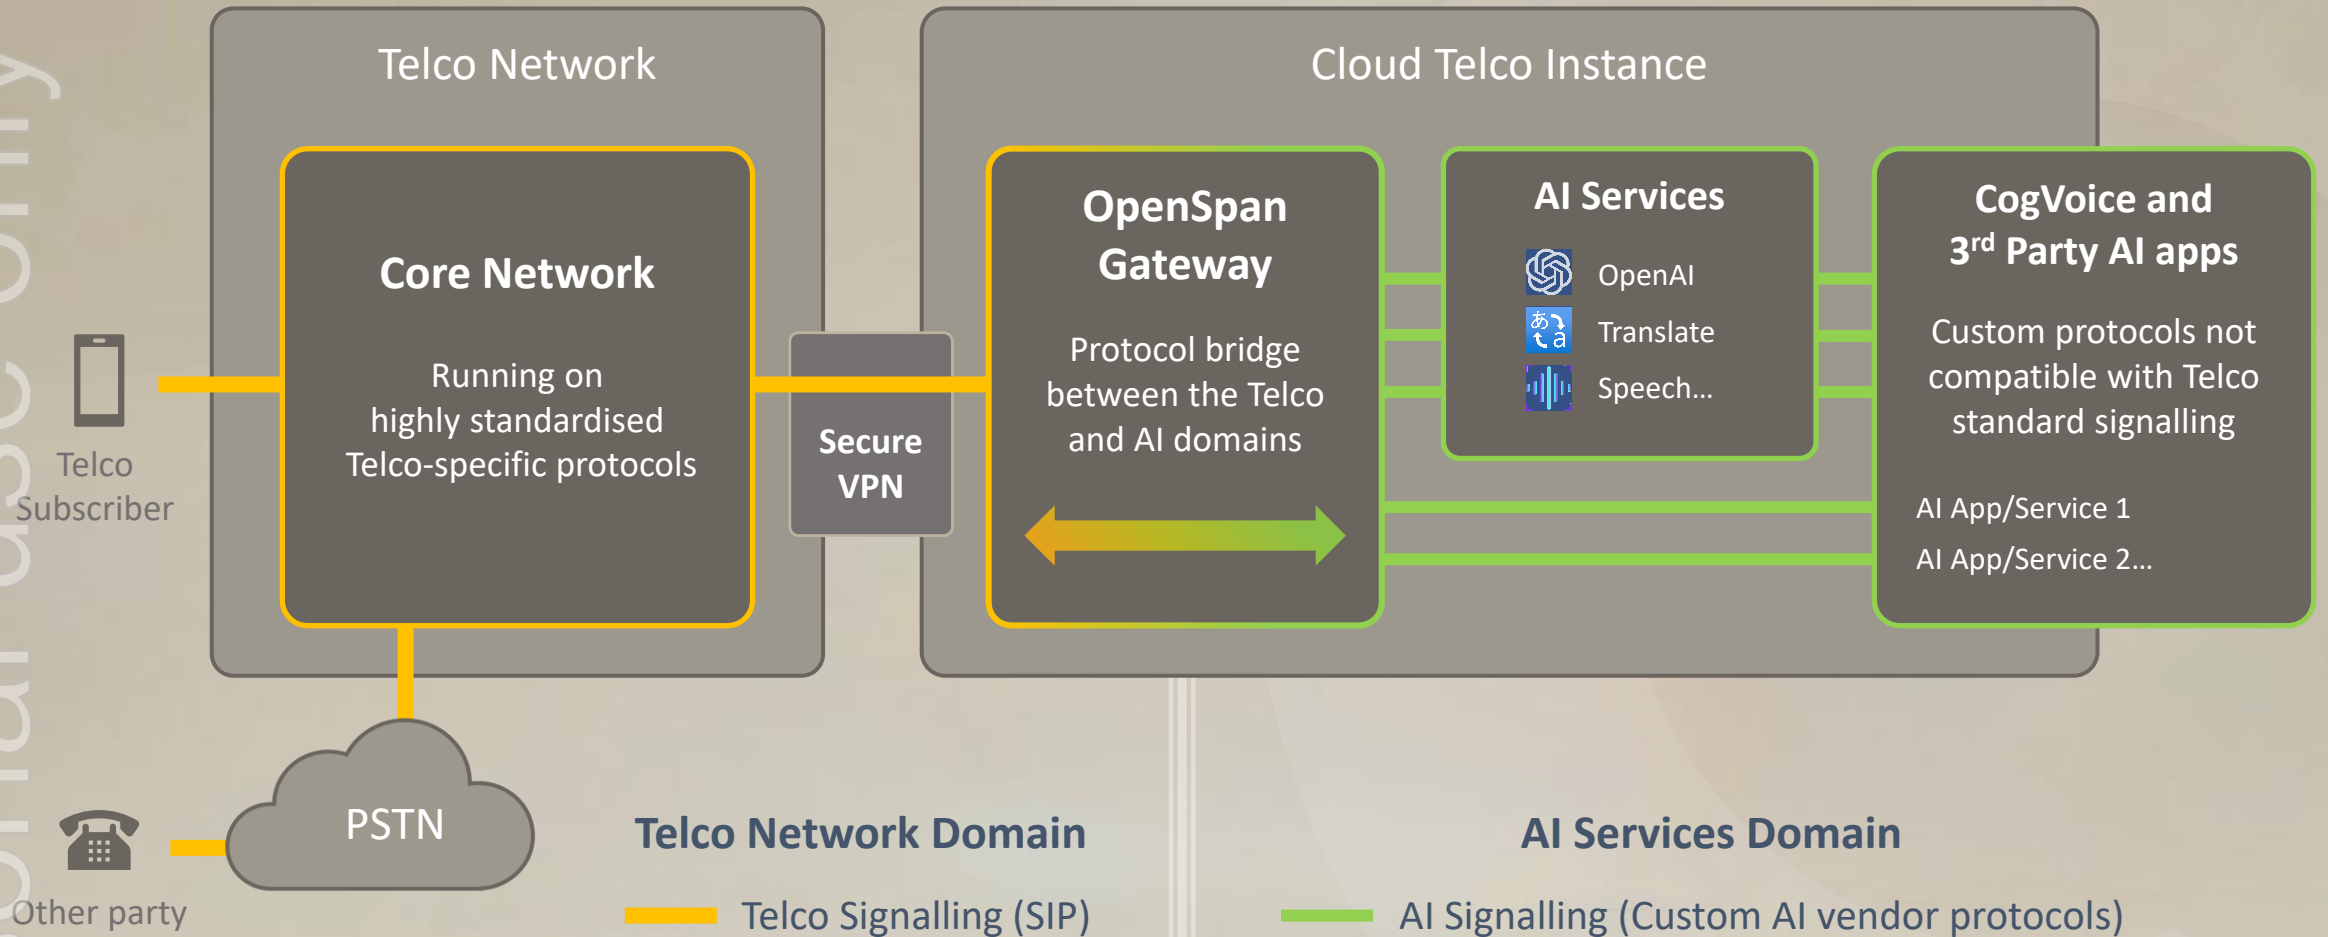 Telco Network
Cloud Telco Instance
Core Network
Running on
highly standardised
Telco-specific protocols
Telco
Subscriber
Secure
VPN
OpenSpan
Gateway
Protocol bridge
between the Telco
and AI domains
AI Services
OpenAI
Translate
Speech...
CogVoice and
3rd Party AI apps
Custom protocols not
compatible with Telco
standard signalling
AI App/Service 1
AI App/Service 2...
PSTN
Other party
Telco Network Domain
Telco Signalling (SIP)
AI Services Domain
AI Signalling (Custom AI vendor protocols)